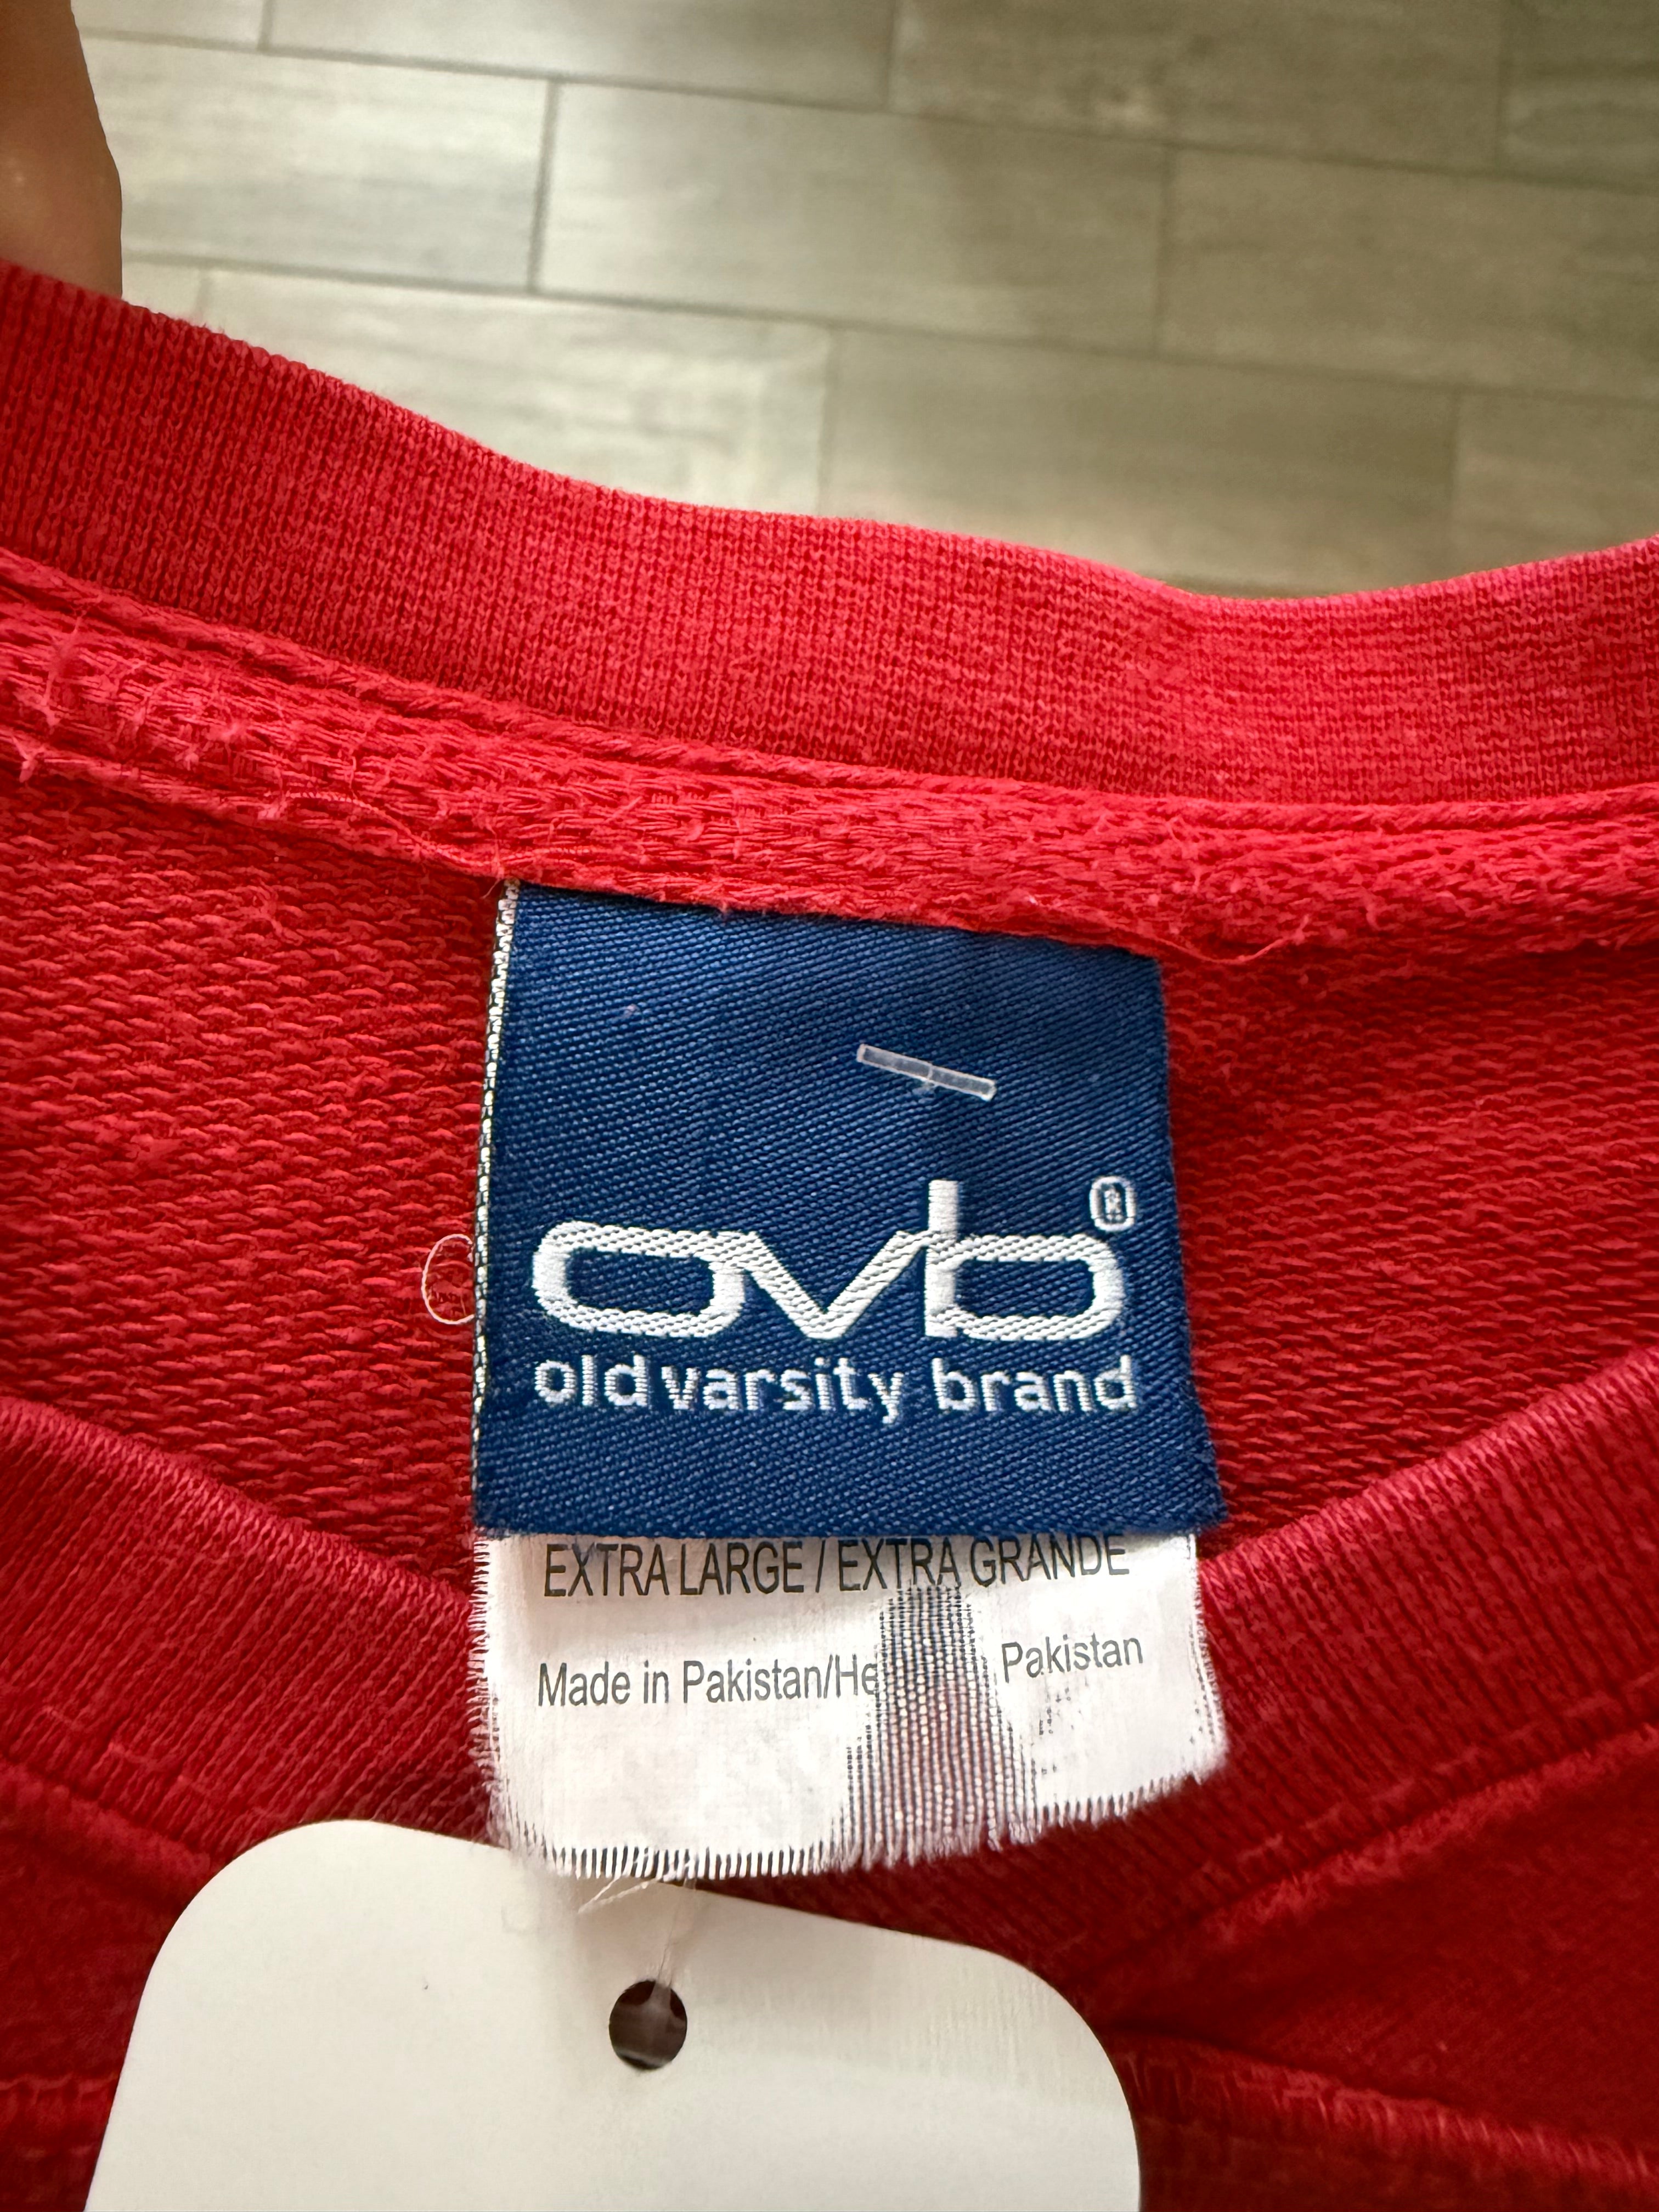 ovb®
old varsity brand
EXTRA LARGE / EXTRA GRANDE
Made in Pakistan/He Pakistan